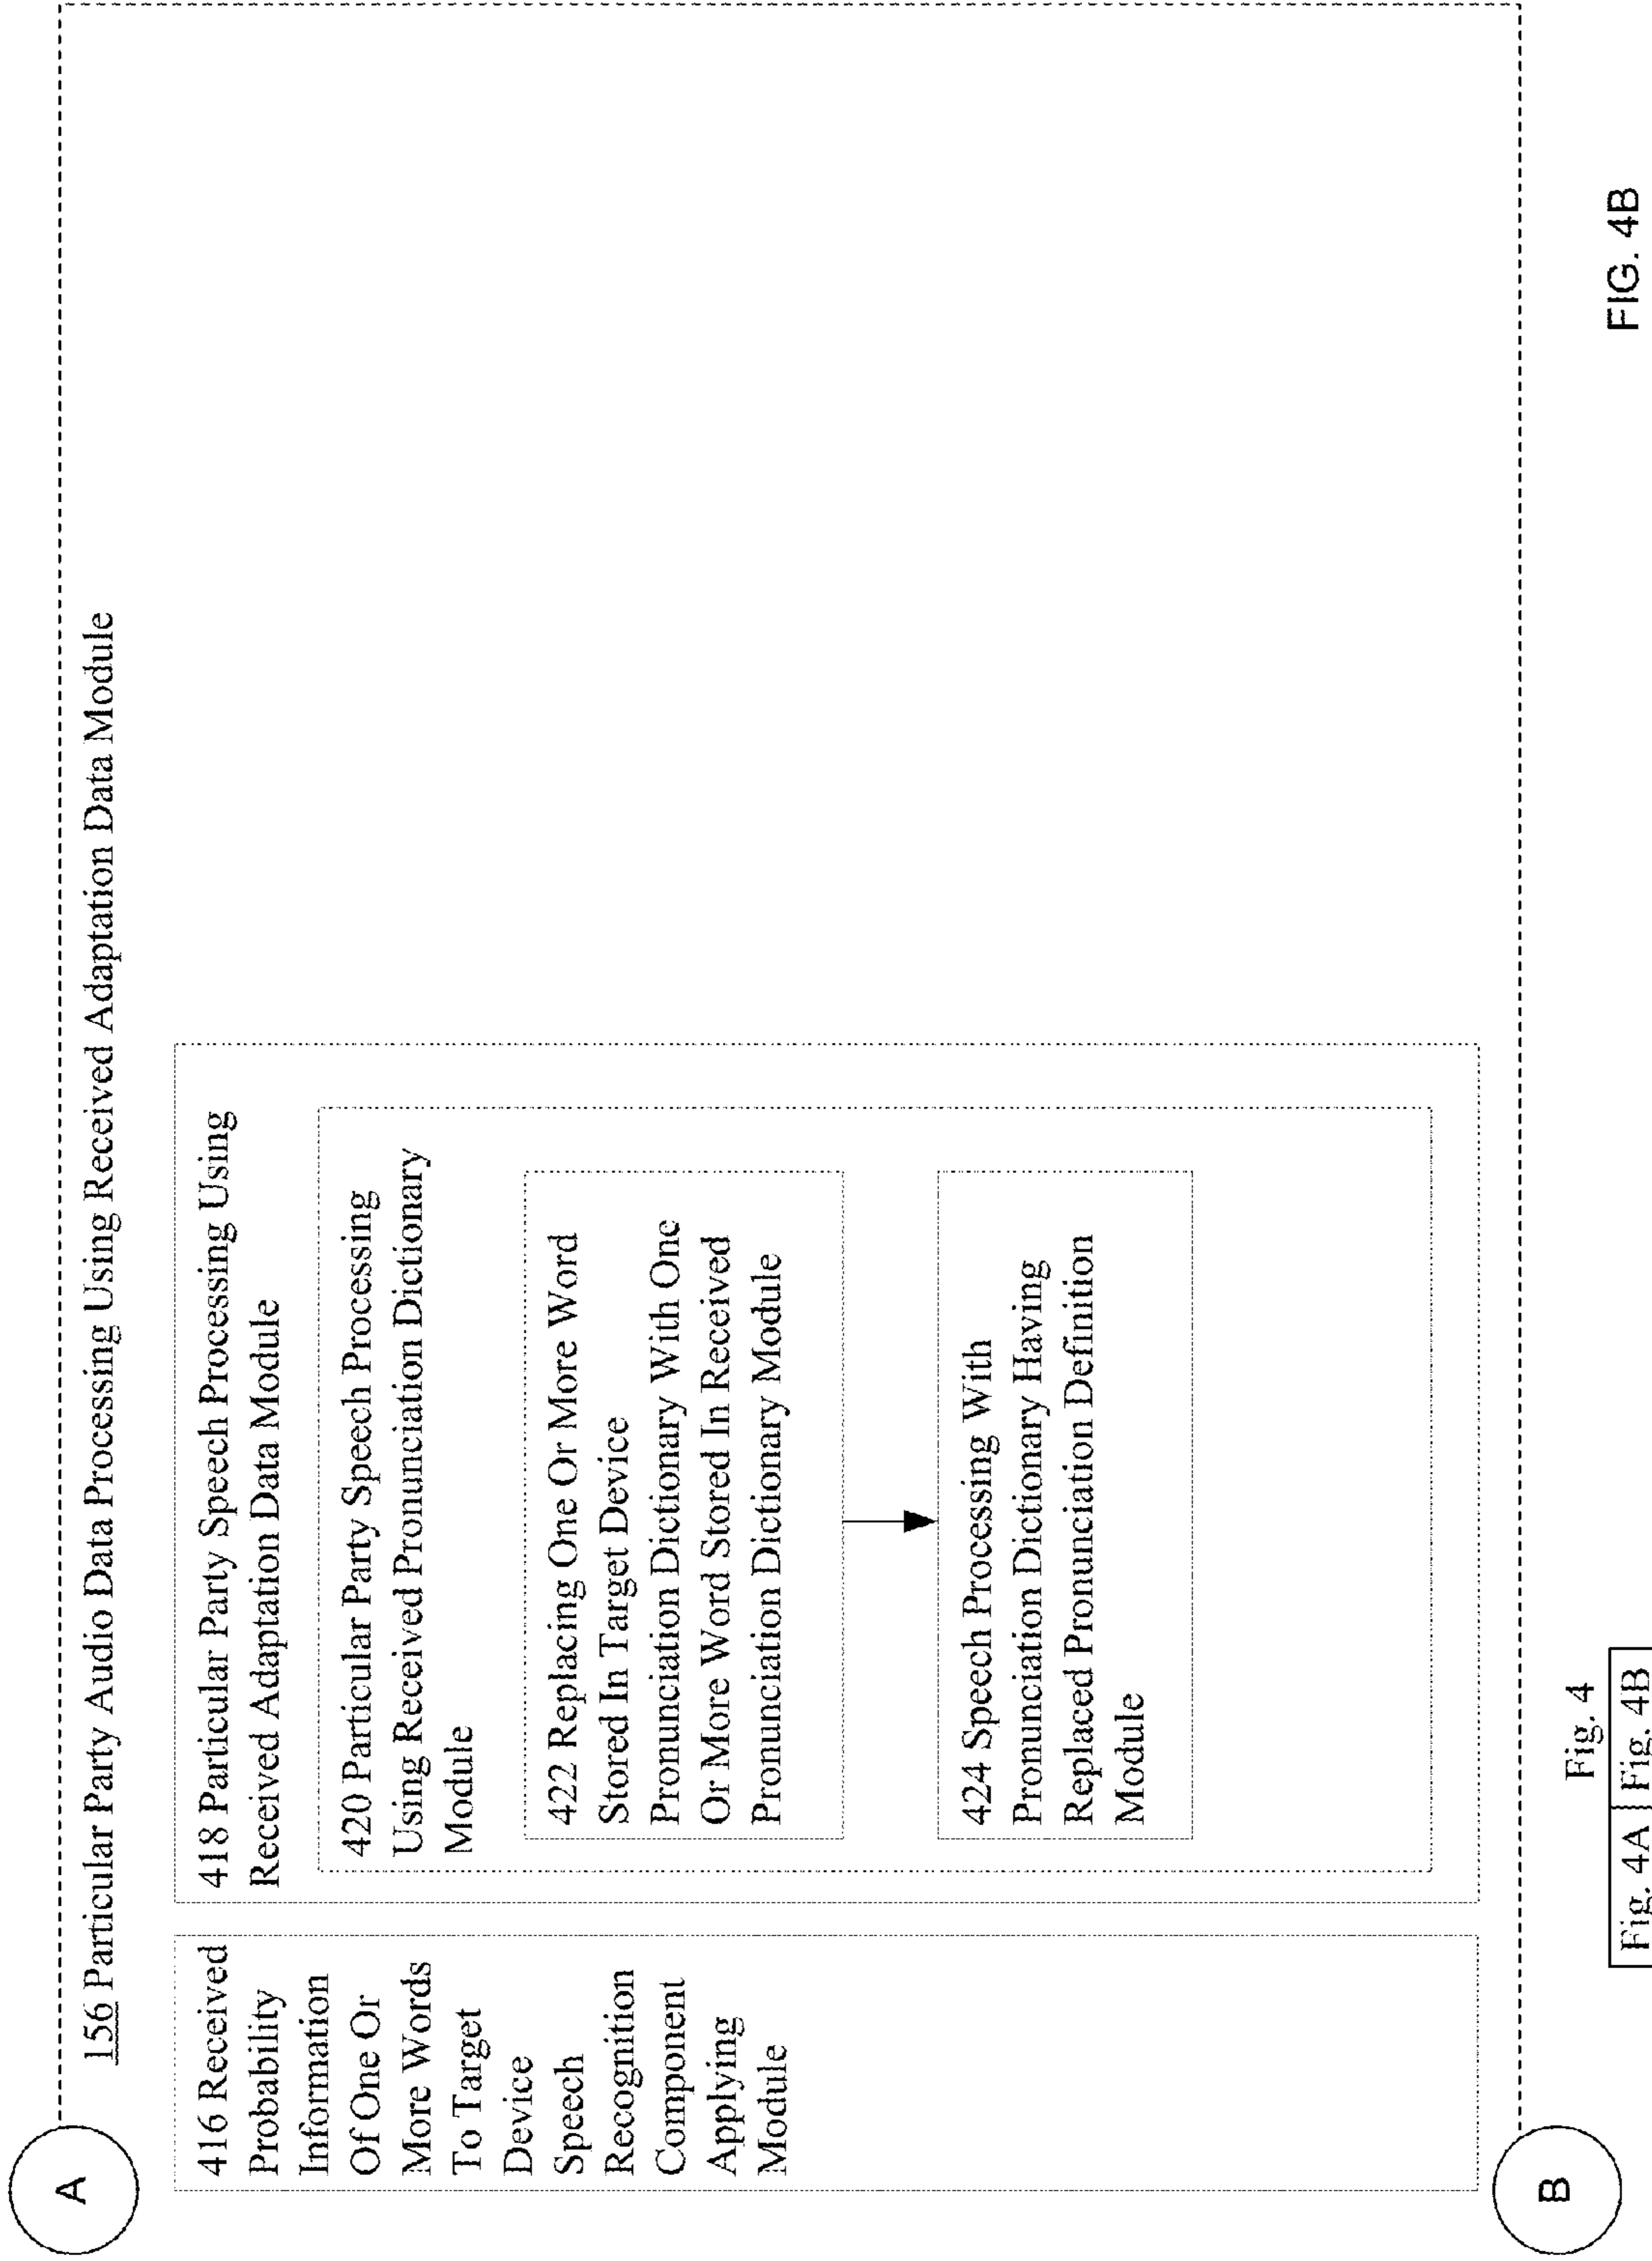 A
156 Particular Party Audio Data Processing Using Received Adaptation Data Module
416 Received
Probability
Information
Of One Or
More Words
To Target
Device
Speech
Recognition
Component
Applying
Module
418 Particular Party Speech Processing Using
Received Adaptation Data Module
420 Particular Party Speech Processing
Using Received Pronunciation Dictionary
Module
422 Replacing One Or More Word
Stored In Target Device
Pronunciation Dictionary With One
Or More Word Stored In Received
Pronunciation Dictionary Module
424 Speech Processing With
Pronunciation Dictionary Having
Replaced Pronunciation Definition
Module
B
Fig. 4
Fig. 4A Fig. 4B
FIG. 4B